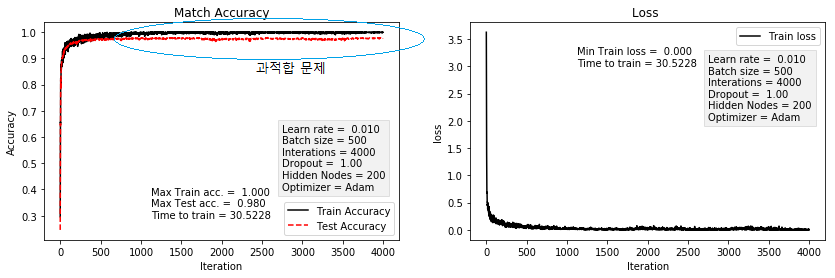 Match Accuracy
1.0
0.9
0.8
0.7
0.6
0.5
0.4
0.3
Accuracy
0
500
1000
1500
2000
2500
3000
3500
4000
Iteration
과적합 문제
Learn rate =  0.010
Batch size = 500
Interations = 4000
Dropout =  1.00
Hidden Nodes = 200
Optimizer = Adam
Max Train acc. =  1.000
Max Test acc. =  0.980
Time to train = 30.5228
Train Accuracy
Test Accuracy
Loss
3.5
3.0
2.5
2.0
1.5
1.0
0.5
0.0
loss
0
500
1000
1500
2000
2500
3000
3500
4000
Iteration
Train loss
Min Train loss =  0.000
Time to train = 30.5228
Learn rate =  0.010
Batch size = 500
Interations = 4000
Dropout =  1.00
Hidden Nodes = 200
Optimizer = Adam